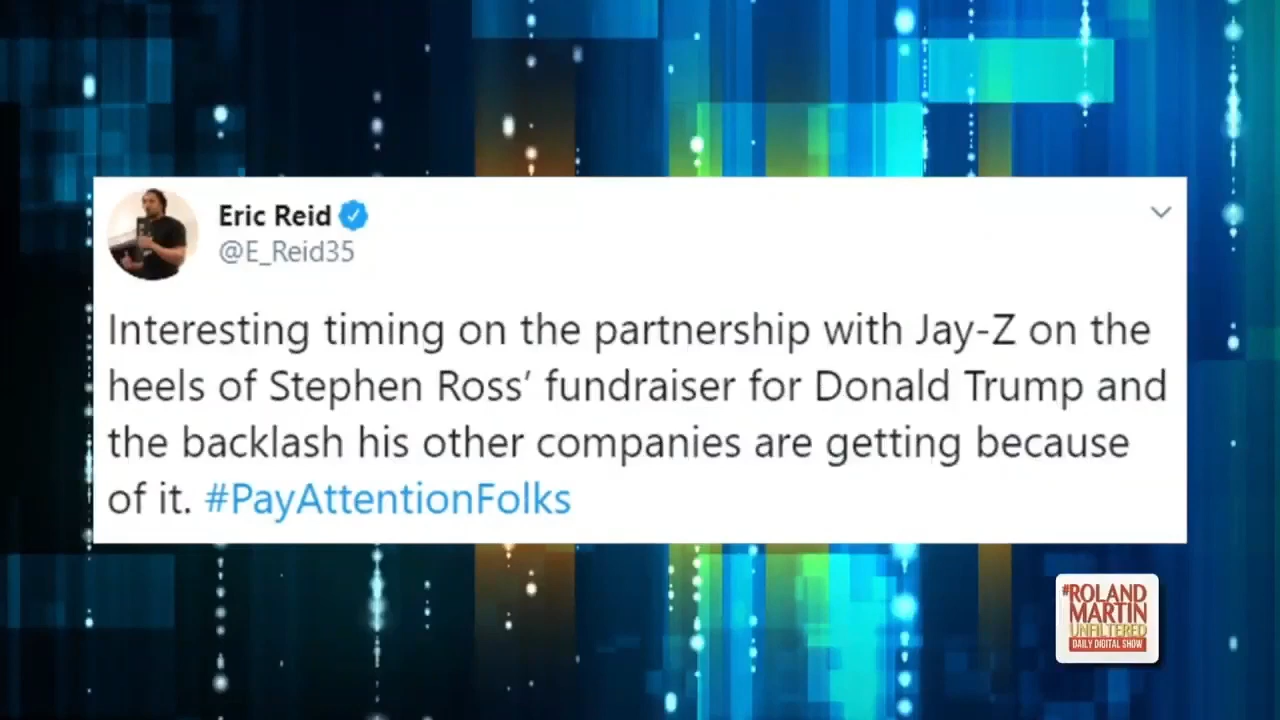 Eric Reid
@E_Reid35
Interesting timing on the partnership with Jay-Z on the
heels of Stephen Ross’ fundraiser for Donald Trump and
the backlash his other companies are getting because
of it. #PayAttentionFolks
#ROLAND
MARTIN
UNFILTERED
DAILY DIGITAL SHOW